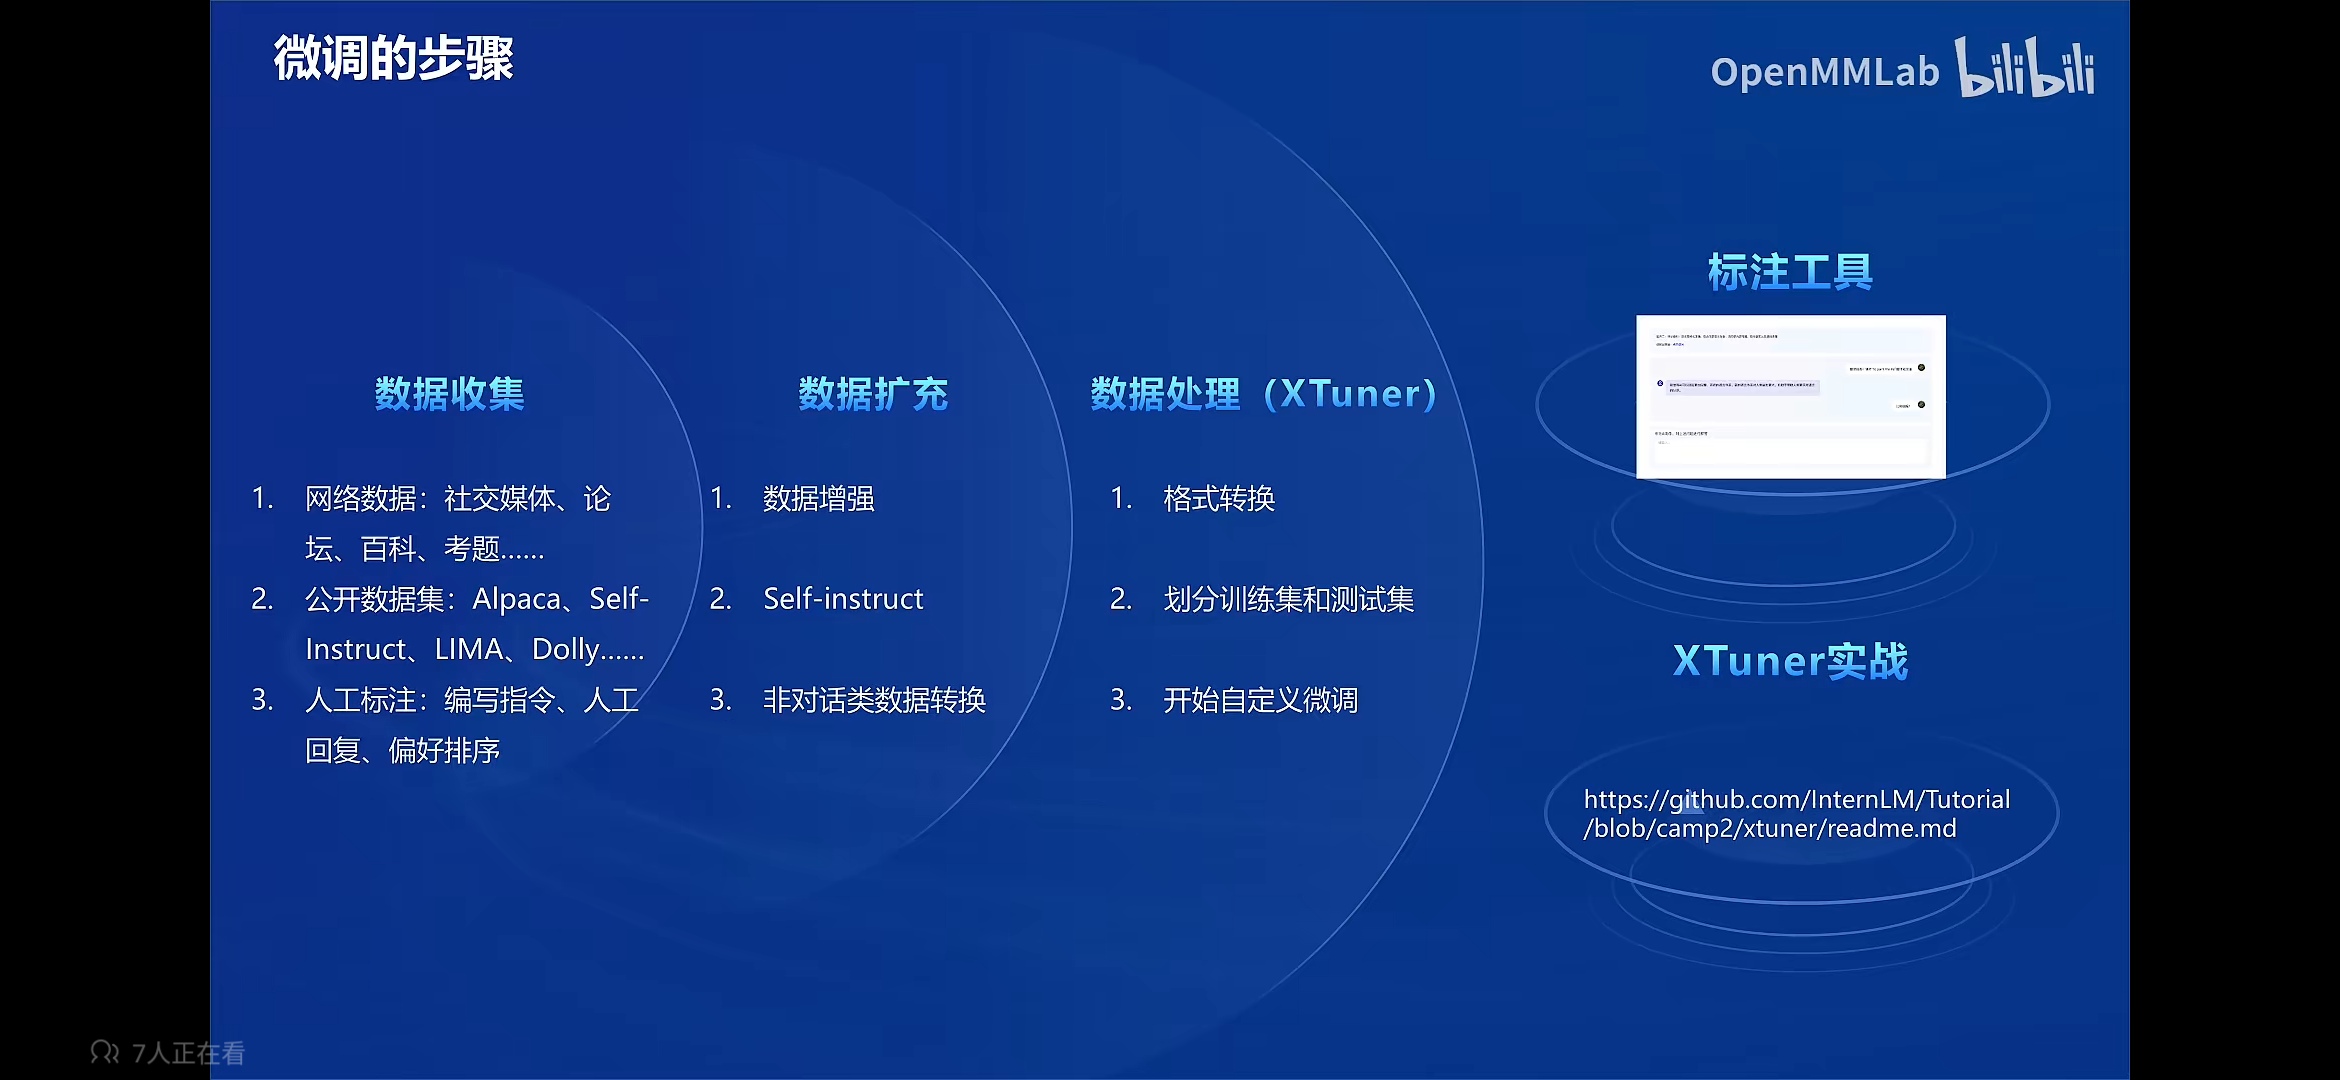 微调的步骤
OpenMMLab bilibili
数据收集
1. 网络数据：社交媒体、论
坛、百科、考题……
2. 公开数据集：Alpaca、Self-
Instruct、LIMA、Dolly……
3. 人工标注：编写指令、人工
回复、偏好排序
数据扩充
1. 数据增强
2. Self-instruct
3. 非对话类数据转换
数据处理（XTuner）
1. 格式转换
2. 划分训练集和测试集
3. 开始自定义微调
标注工具
XTuner实战
https://github.com/InternLM/Tutorial
/blob/camp2/xtuner/readme.md
7人正在看